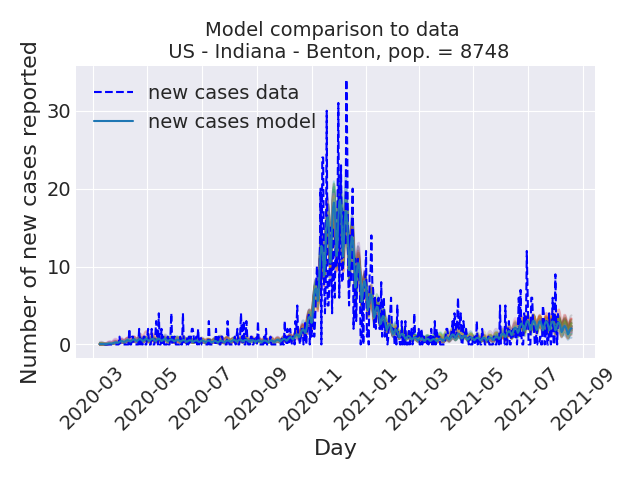 Model comparison to data
US - Indiana - Benton, pop. = 8748
Number of new cases reported
30
20
10
0
new cases data
new cases model
2020-03
2020-05
2020-07
2020-09
2020-11
2021-01
2021-03
2021-05
2021-07
2021-09
Day